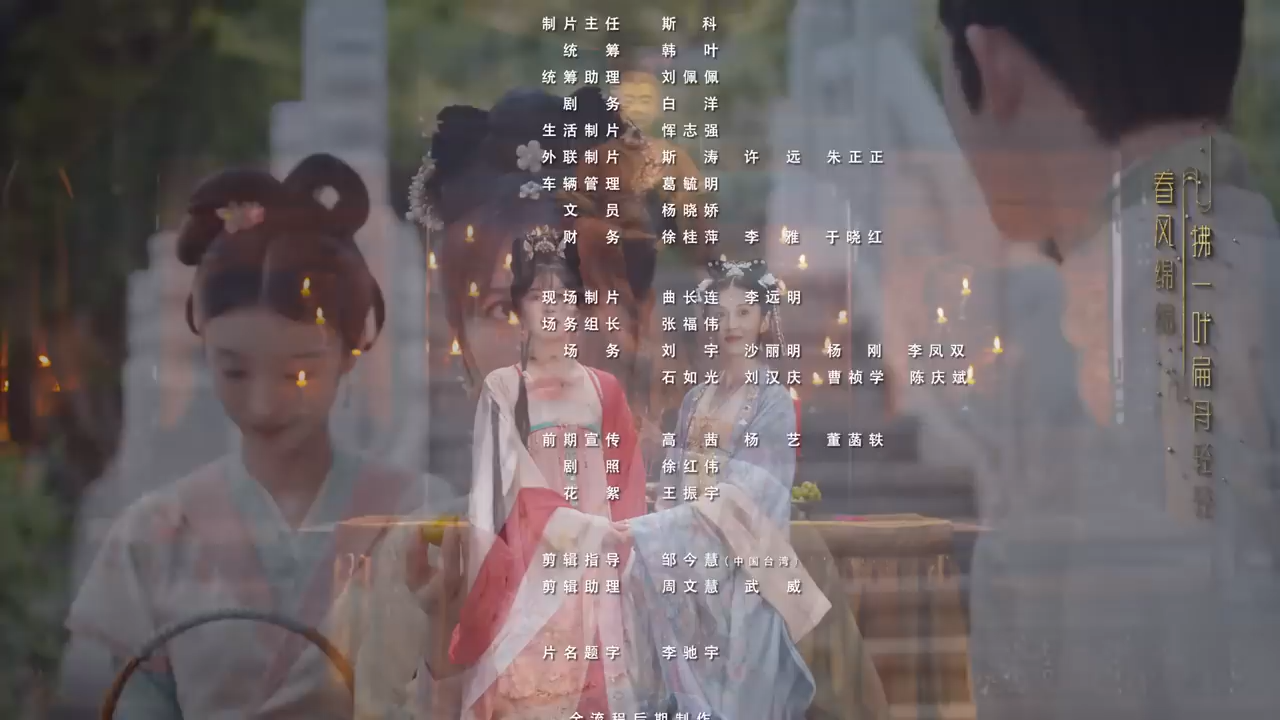 制片主任 斯科
统筹 韩叶
统筹助理 刘佩佩
剧务 白洋
生活制片 恽志强
外联制片 斯涛 许远 朱正正
车辆管理 葛毓明
文员 杨晓娇
财务 徐桂萍 李雅 于晓红
现场制片 曲长连 李远明
场务组长 张福伟
场务 刘宇 沙丽明 杨刚 李凤双
石如光 刘汉庆 曹祯学 陈庆斌
前期宣传 高茜 杨艺 董菡轶
剧照 徐红伟
花絮 王振宇
剪辑指导 邹今慧(中国台湾)
剪辑助理 周文慧 武威
片名题字 李驰宇
全流程后期制作
春风绵绵
拂一叶扁舟轻轻